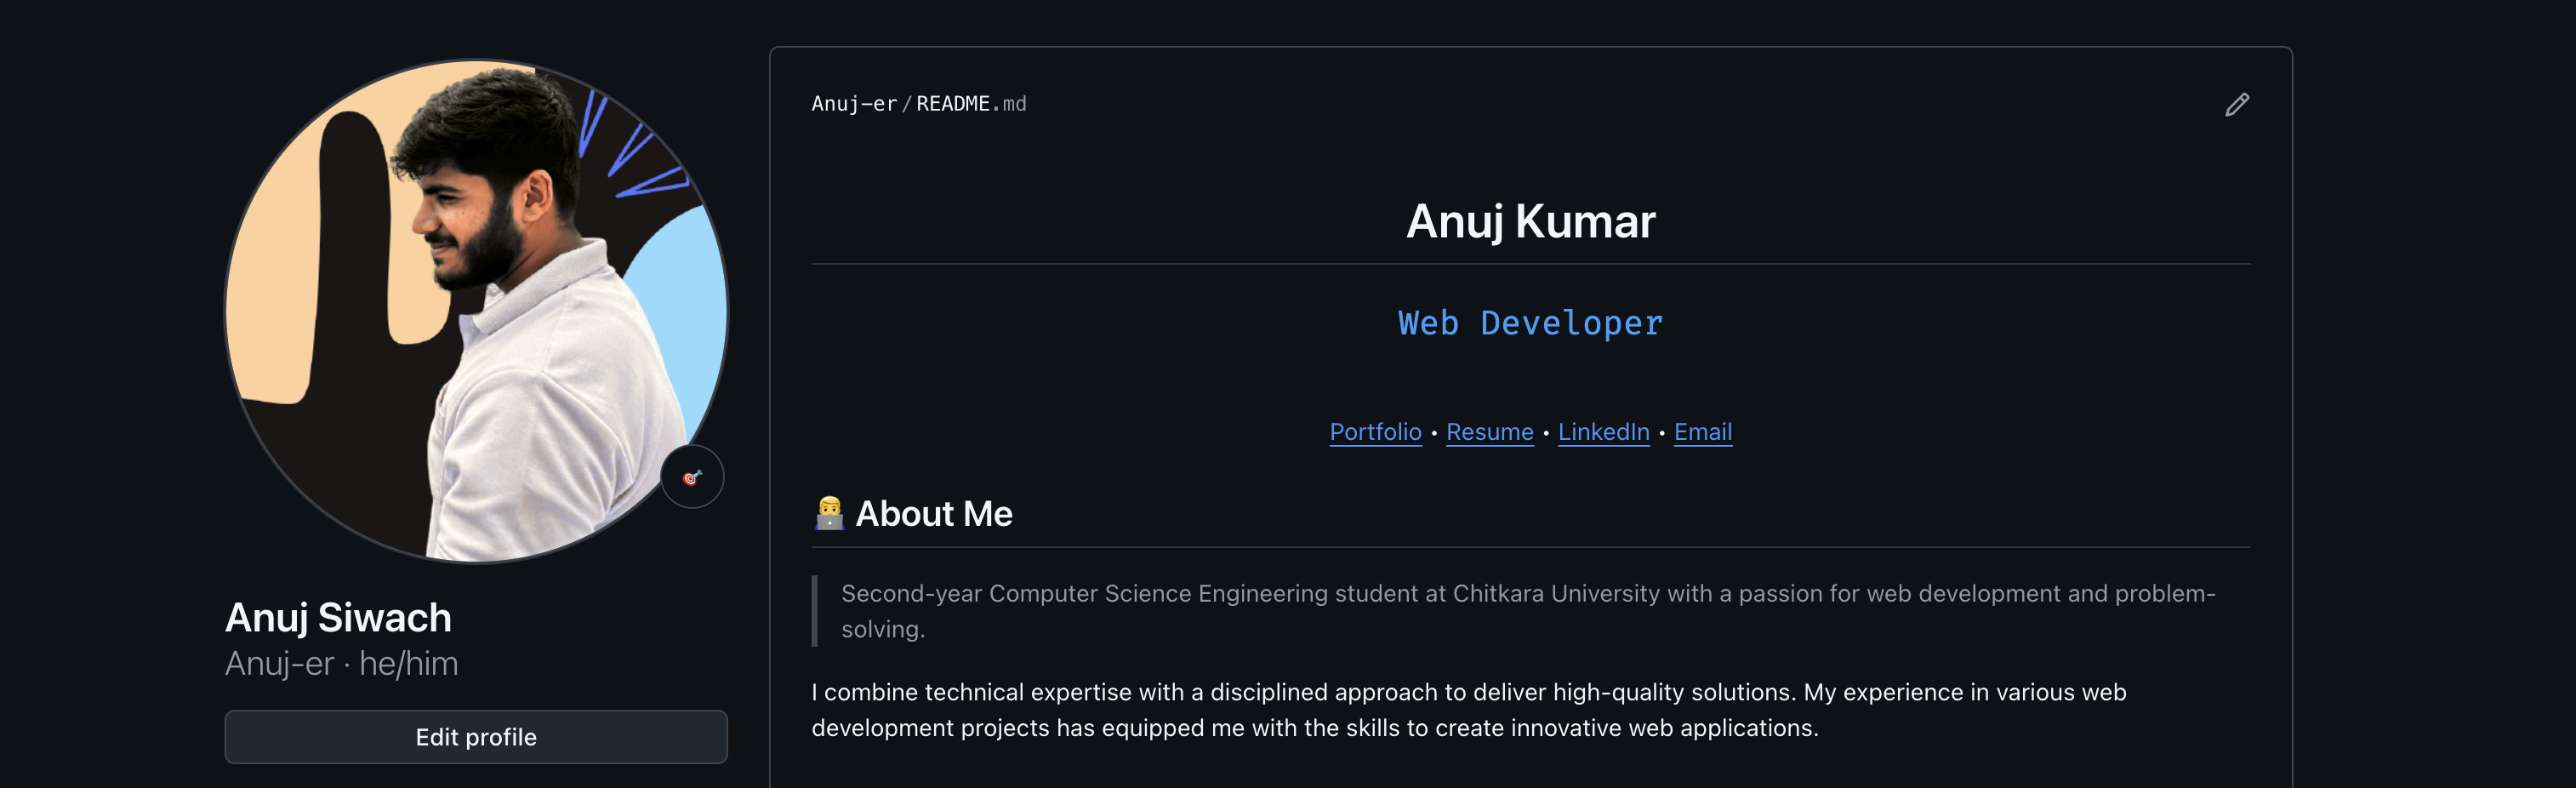 Anuj-er/README.md
Anuj Kumar
Web Developer
Portfolio • Resume • LinkedIn • Email
About Me
Second-year Computer Science Engineering student at Chitkara University with a passion for web development and problem-
solving.
I combine technical expertise with a disciplined approach to deliver high-quality solutions. My experience in various web
development projects has equipped me with the skills to create innovative web applications.
Anuj Siwach
Anuj-er · he/him
Edit profile